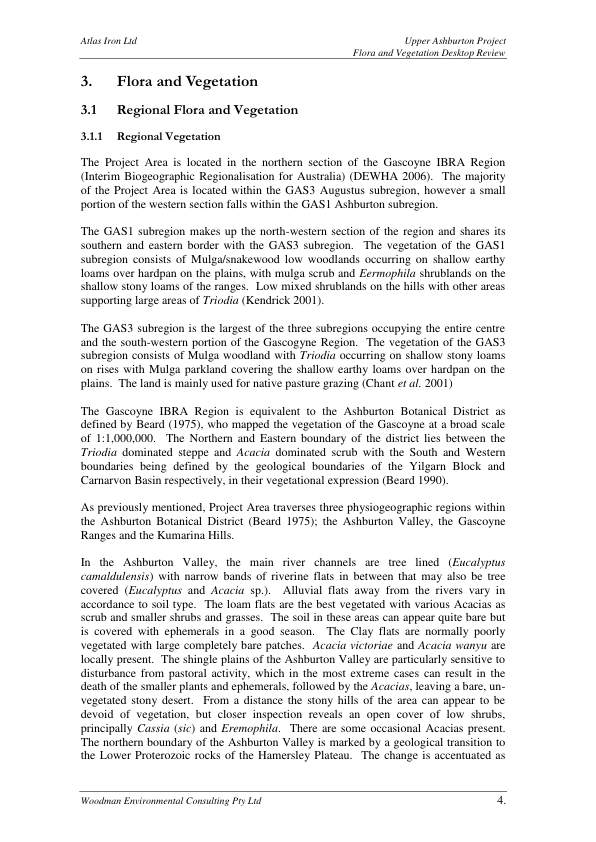 Atlas Iron Ltd
Upper Ashburton Project
Flora and Vegetation Desktop Review
3. Flora and Vegetation
3.1 Regional Flora and Vegetation
3.1.1 Regional Vegetation
The Project Area is located in the northern section of the Gascoyne IBRA Region
(Interim Biogeographic Regionalisation for Australia) (DEWHA 2006). The majority
of the Project Area is located within the GAS3 Augustus subregion, however a small
portion of the western section falls within the GAS1 Ashburton subregion.
The GAS1 subregion makes up the north-western section of the region and shares its
southern and eastern border with the GAS3 subregion. The vegetation of the GAS1
subregion consists of Mulga/snakewood low woodlands occurring on shallow earthy
loams over hardpan on the plains, with mulga scrub and Eermophila shrublands on the
shallow stony loams of the ranges. Low mixed shrublands on the hills with other areas
supporting large areas of Triodia (Kendrick 2001).
The GAS3 subregion is the largest of the three subregions occupying the entire centre
and the south-western portion of the Gascogyne Region. The vegetation of the GAS3
subregion consists of Mulga woodland with Triodia occurring on shallow stony loams
on rises with Mulga parkland covering the shallow earthy loams over hardpan on the
plains. The land is mainly used for native pasture grazing (Chant et al. 2001)
The Gascoyne IBRA Region is equivalent to the Ashburton Botanical District as
defined by Beard (1975), who mapped the vegetation of the Gascoyne at a broad scale
of 1:1,000,000. The Northern and Eastern boundary of the district lies between the
Triodia dominated steppe and Acacia dominated scrub with the South and Western
boundaries being defined by the geological boundaries of the Yilgarn Block and
Carnarvon Basin respectively, in their vegetational expression (Beard 1990).
As previously mentioned, Project Area traverses three physiogeographic regions within
the Ashburton Botanical District (Beard 1975); the Ashburton Valley, the Gascoyne
Ranges and the Kumarina Hills.
In the Ashburton Valley, the main river channels are tree lined (Eucalyptus
camaldulensis) with narrow bands of riverine flats in between that may also be tree
covered (Eucalyptus and Acacia sp.). Alluvial flats away from the rivers vary in
accordance to soil type. The loam flats are the best vegetated with various Acacias as
scrub and smaller shrubs and grasses. The soil in these areas can appear quite bare but
is covered with ephemerals in a good season. The Clay flats are normally poorly
vegetated with large completely bare patches. Acacia victoriae and Acacia wanyu are
locally present. The shingle plains of the Ashburton Valley are particularly sensitive to
disturbance from pastoral activity, which in the most extreme cases can result in the
death of the smaller plants and ephemerals, followed by the Acacias, leaving a bare, un-
vegetated stony desert. From a distance the stony hills of the area can appear to be
devoid of vegetation, but closer inspection reveals an open cover of low shrubs,
principally Cassia (sic) and Eremophila. There are some occasional Acacias present.
The northern boundary of the Ashburton Valley is marked by a geological transition to
the Lower Proterozoic rocks of the Hamersley Plateau. The change is accentuated as
Woodman Environmental Consulting Pty Ltd
4.